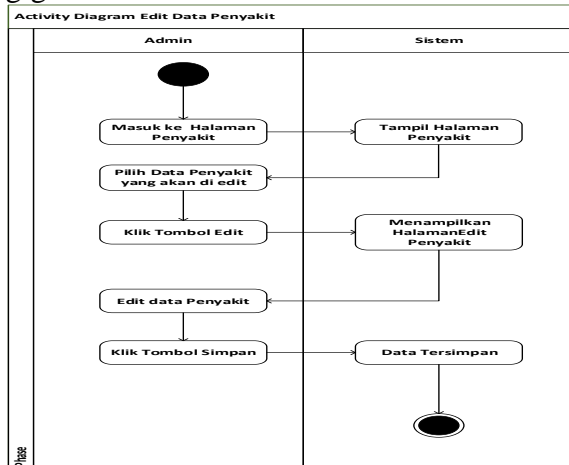 Activity Diagram Edit Data Penyakit
Admin
Sistem
Masuk ke Halaman
Penyakit
Tampil Halaman
Penyakit
Pilih Data Penyakit
yang akan di edit
Klik Tombol Edit
Menampilkan
HalamanEdit
Penyakit
Edit data Penyakit
Klik Tombol Simpan
Data Tersimpan
Phase